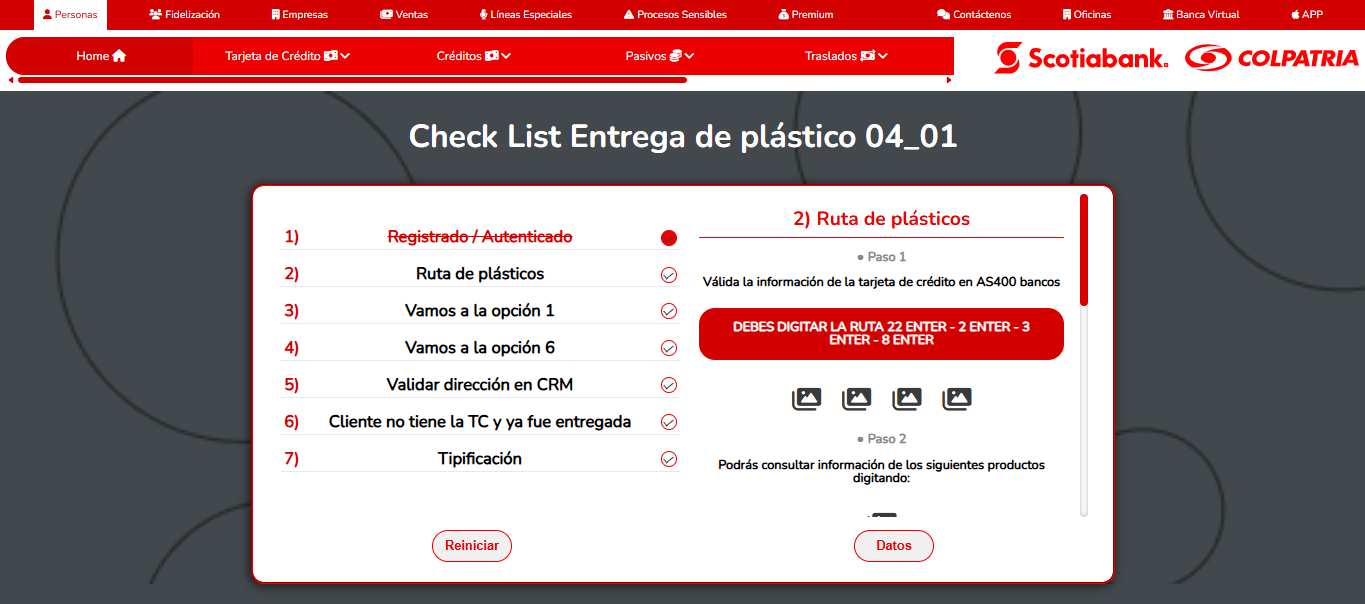 Personas
Fidelización
Empresas
Ventas
Líneas Especiales
Procesos Sensibles
Premium
Contáctenos
Oficinas
Banca Virtual
APP
Home
Tarjeta de Crédito
Créditos
Pasivos
Traslados
Scotiabank.
COLPATRIA
Check List Entrega de plástico 04_01
1) Registrado / Autenticado
2) Ruta de plásticos
3) Vamos a la opción 1
4) Vamos a la opción 6
5) Validar dirección en CRM
6) Cliente no tiene la TC y ya fue entregada
7) Tipificación
Reiniciar
2) Ruta de plásticos
● Paso 1
Válida la información de la tarjeta de crédito en AS400 bancos
DEBES DIGITAR LA RUTA 22 ENTER - 2 ENTER - 3
ENTER - 8 ENTER
● Paso 2
Podrás consultar información de los siguientes productos
digitando:
Datos